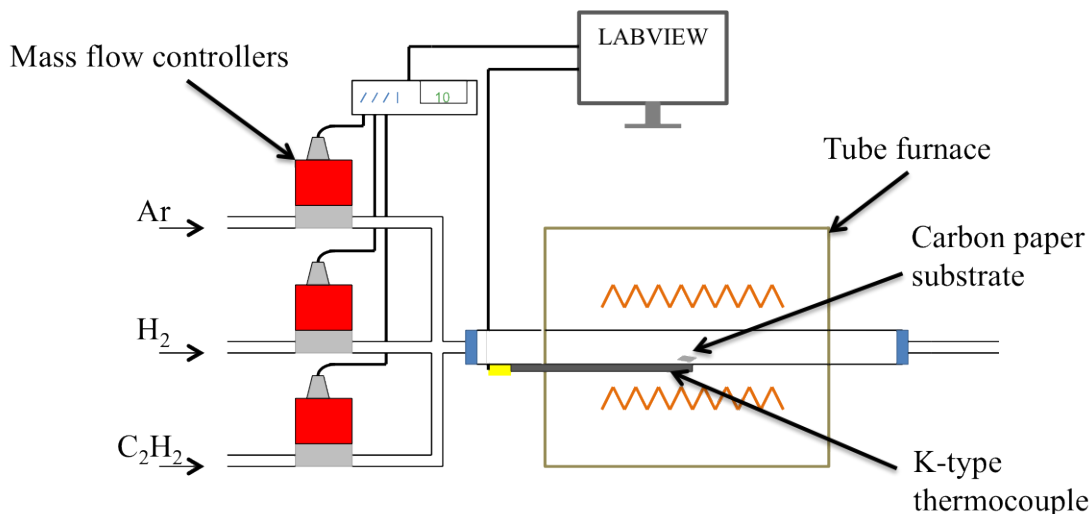 LABVIEW
Mass flow controllers
/ / / | 10
Tube furnace
Ar
Carbon paper
substrate
H₂
C₂H₂
K-type
thermocouple